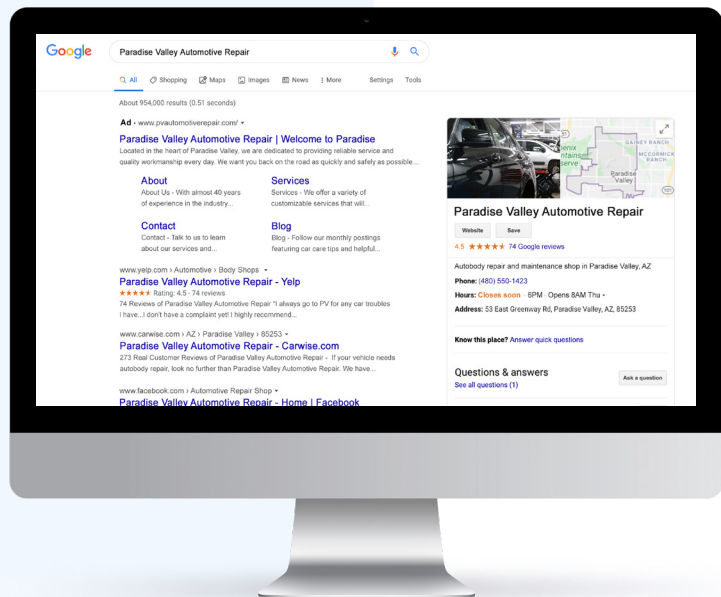 Google
Paradise Valley Automotive Repair
All Shopping Maps Images News More Settings Tools
About 954,000 results (0.51 seconds)
Ad · www.pvautomotiverepair.com/
Paradise Valley Automotive Repair | Welcome to Paradise
Located in the heart of Paradise Valley, we are dedicated to providing reliable service and
quality workmanship every day. We want you back on the road as quickly and safely as possible...
About
About Us - With almost 40 years
of experience in the industry...
Services
Services - We offer a variety of
customizable services that will...
Contact
Contact - Talk to us to learn
about our services and...
Blog
Blog - Follow our monthly postings
featuring car care tips and helpful...
www.yelp.com › Automotive › Body Shops
Paradise Valley Automotive Repair - Yelp
★★★★★ Rating: 4.5 · 74 reviews
74 Reviews of Paradise Valley Automotive Repair "I always go to PV for any car troubles
I have...I don't have a complaint yet! I highly recommend...
www.carwise.com › AZ › Paradise Valley › 85253
Paradise Valley Automotive Repair - Carwise.com
273 Real Customer Reviews of Paradise Valley Automotive Repair - If your vehicle needs
autobody repair, look no further than Paradise Valley Automotive Repair. We have...
www.facebook.com › Automotive Repair Shop
Paradise Valley Automotive Repair - Home | Facebook
51
GAINEY RANCH
MCCORMICK
RANCH
Paradise
Valley
101
Paradise Valley Automotive Repair
Website Save
4.5 ★★★★★ 74 Google reviews
Autobody repair and maintenance shop in Paradise Valley, AZ
Phone: (480) 550-1423
Hours: Closes soon · 6PM · Opens 8AM Thu
Address: 53 East Greenway Rd, Paradise Valley, AZ, 85253
Know this place? Answer quick questions
Questions & answers
See all questions (1)
Ask a question